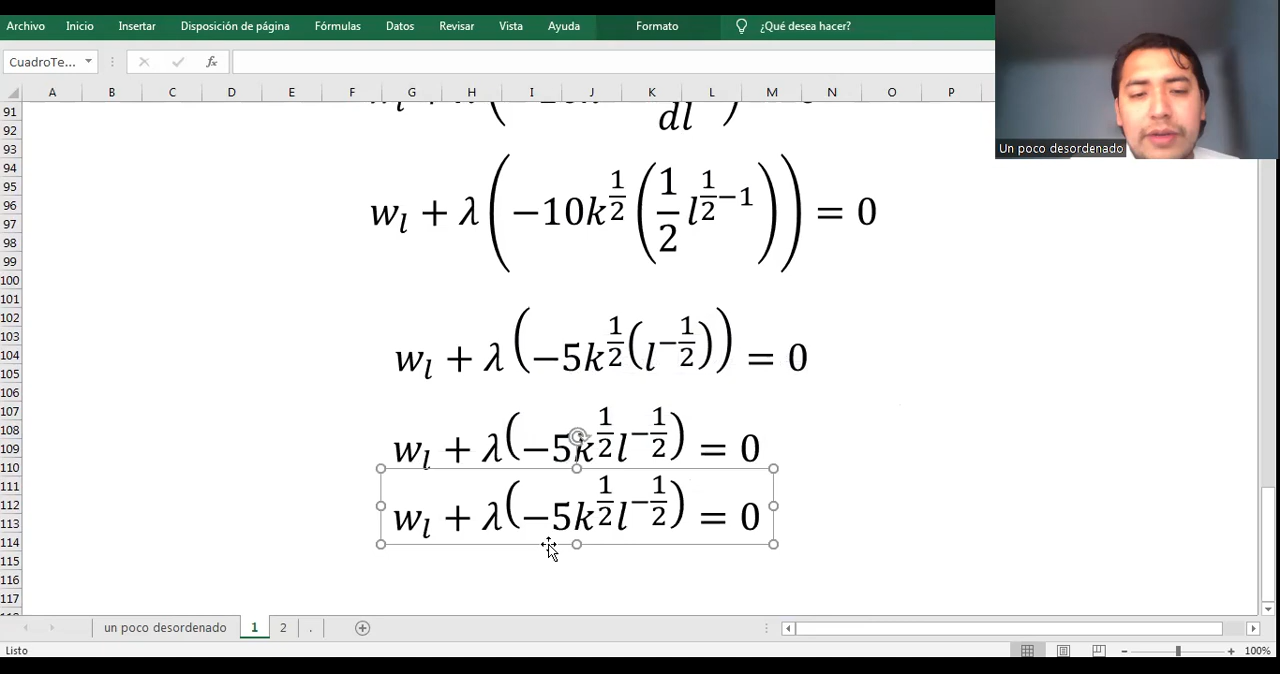 Archivo Inicio Insertar Disposición de página Fórmulas Datos Revisar Vista Ayuda Formato ¿Qué desea hacer?
CuadroTe... fx
A B C D E F G H I J K L M N O P
91
92
93
94
95
96
97
98
99
100
101
102
103
104
105
106
107
108
109
110
111
112
113
114
115
116
117
dl
w_l + λ(−10k^{1/2}(1/2 l^{1/2−1})) = 0
w_l + λ(−5k^{1/2}(l^{−1/2})) = 0
w_l + λ(−5k^{1/2}l^{−1/2}) = 0
w_l + λ(−5k^{1/2}l^{−1/2}) = 0
Un poco desordenado
un poco desordenado 1 2 .
Listo 100%